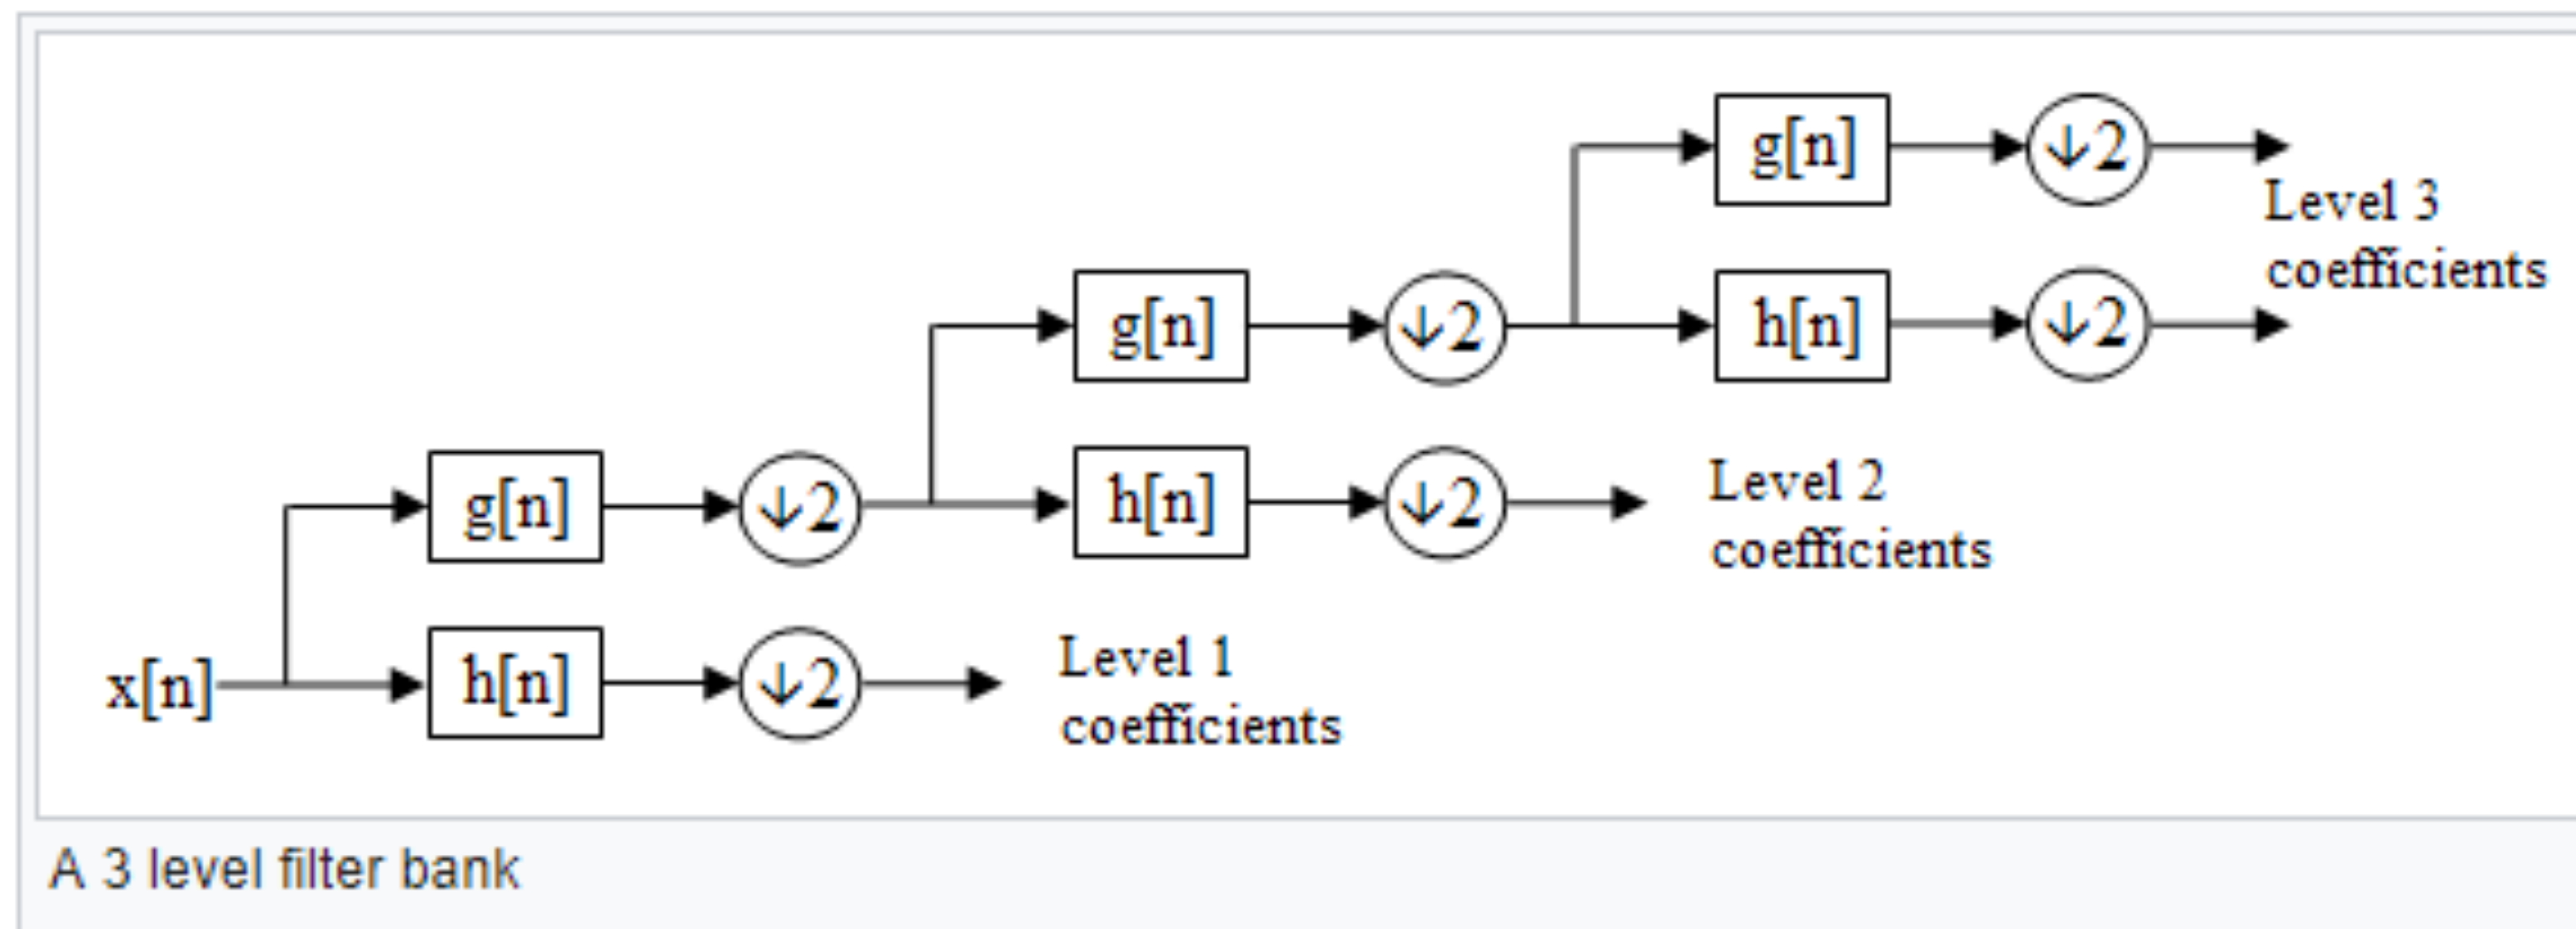 g[n] ↓2
Level 3
coefficients
g[n] ↓2 h[n] ↓2
g[n] ↓2 h[n] ↓2
Level 2
coefficients
x[n] h[n] ↓2
Level 1
coefficients
A 3 level filter bank